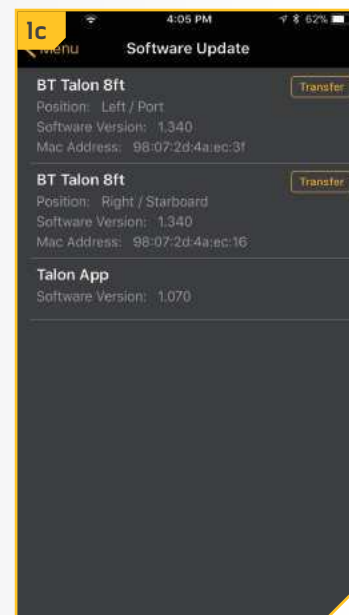 1c
4:05 PM 62%
Menu Software Update
BT Talon 8ft Transfer
Position: Left / Port
Software Version: 1.340
Mac Address: 98:07:2d:4a:ec:3f
BT Talon 8ft Transfer
Position: Right / Starboard
Software Version: 1.340
Mac Address: 98:07:2d:4a:ec:16
Talon App
Software Version: 1.070